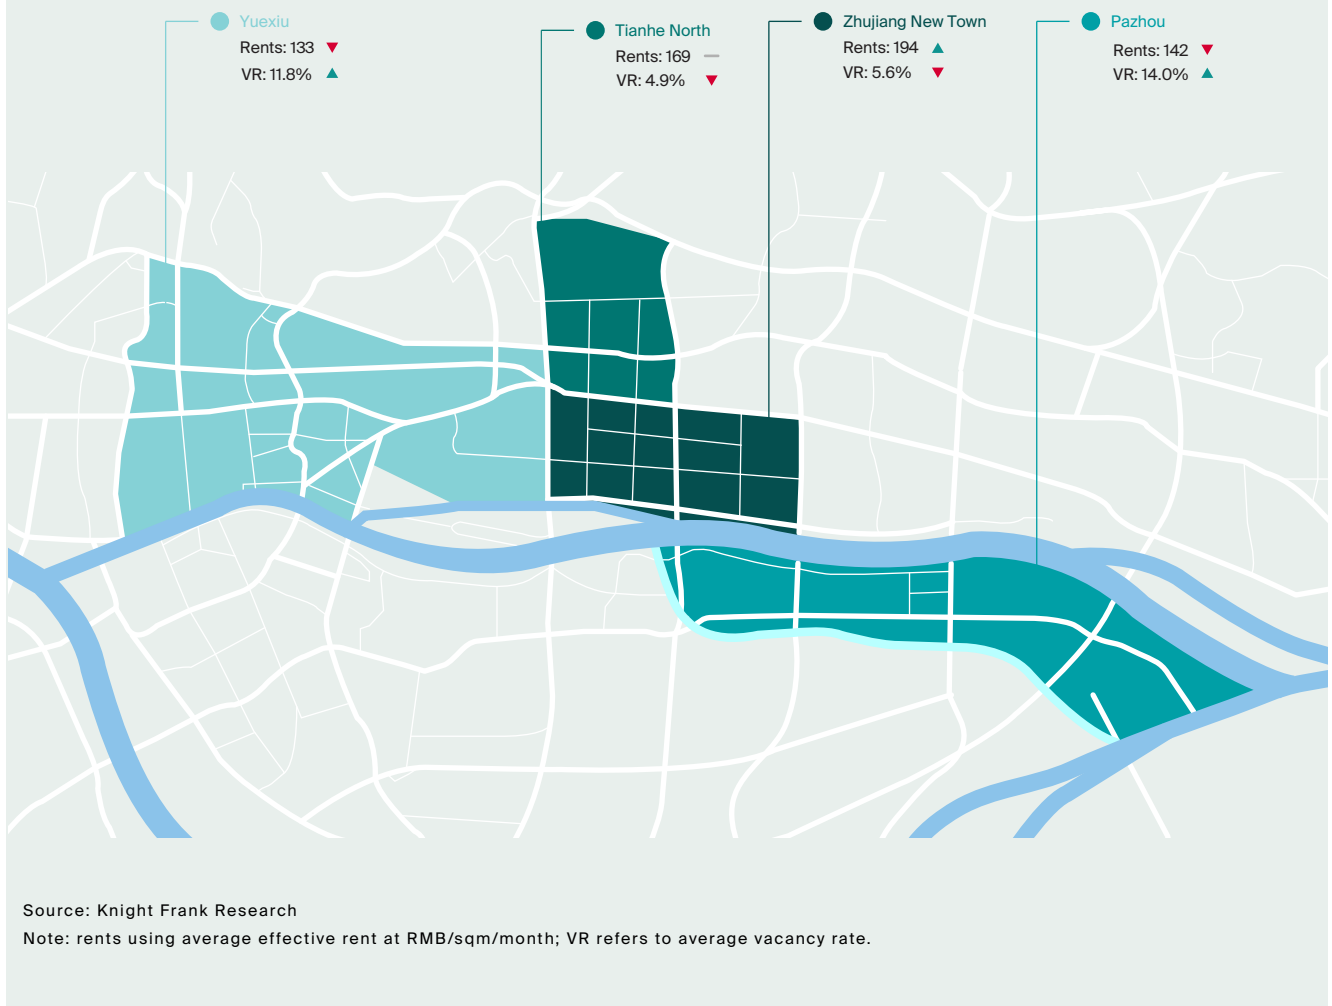 Yuexiu
Rents: 133
VR: 11.8%
Tianhe North
Rents: 169
VR: 4.9%
Zhujiang New Town
Rents: 194
VR: 5.6%
Pazhou
Rents: 142
VR: 14.0%
Source: Knight Frank Research
Note: rents using average effective rent at RMB/sqm/month; VR refers to average vacancy rate.